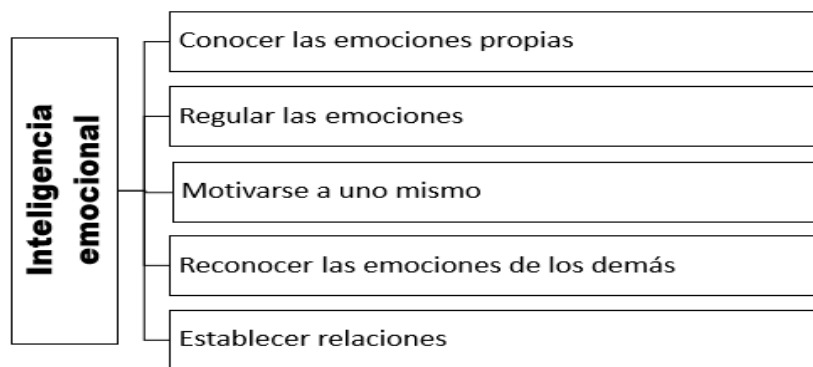 Inteligencia
emocional
Conocer las emociones propias
Regular las emociones
Motivarse a uno mismo
Reconocer las emociones de los demás
Establecer relaciones